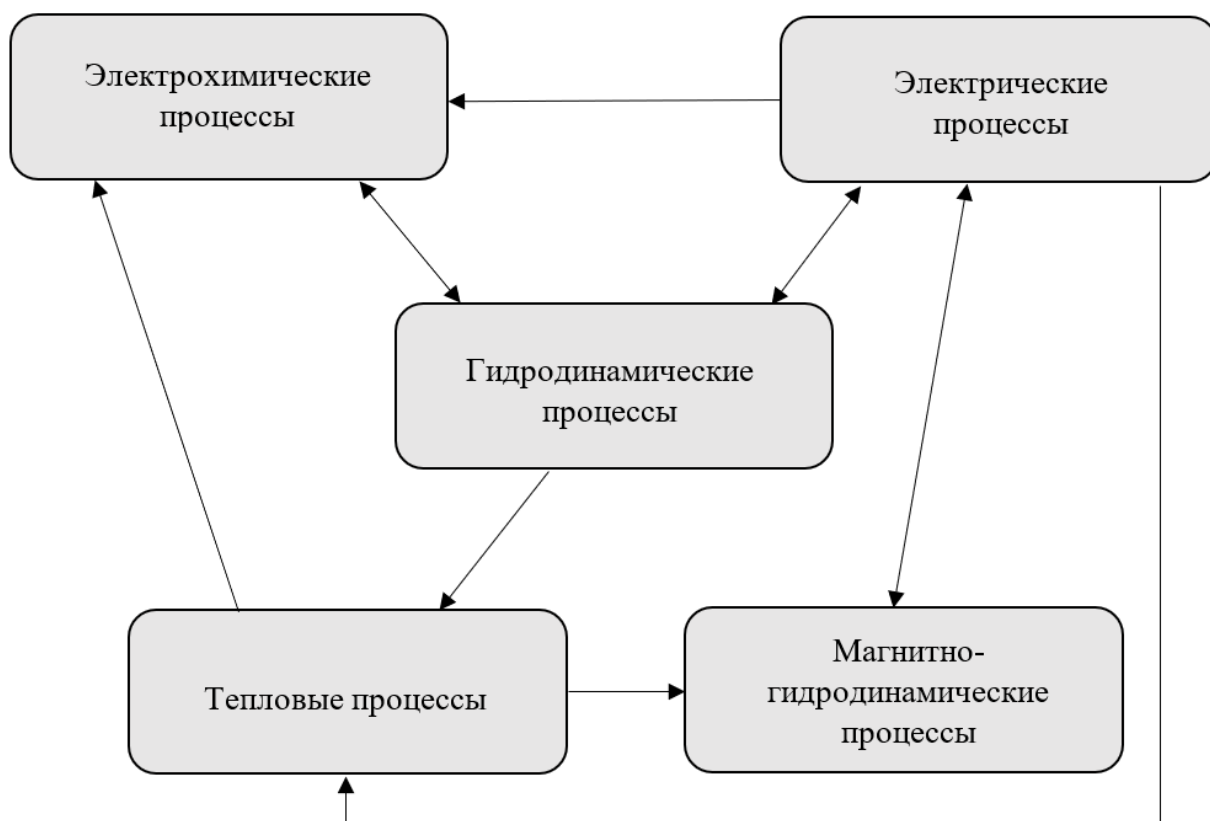 Электрохимические
процессы
Электрические
процессы
Гидродинамические
процессы
Тепловые процессы
Магнитно-
гидродинамические
процессы